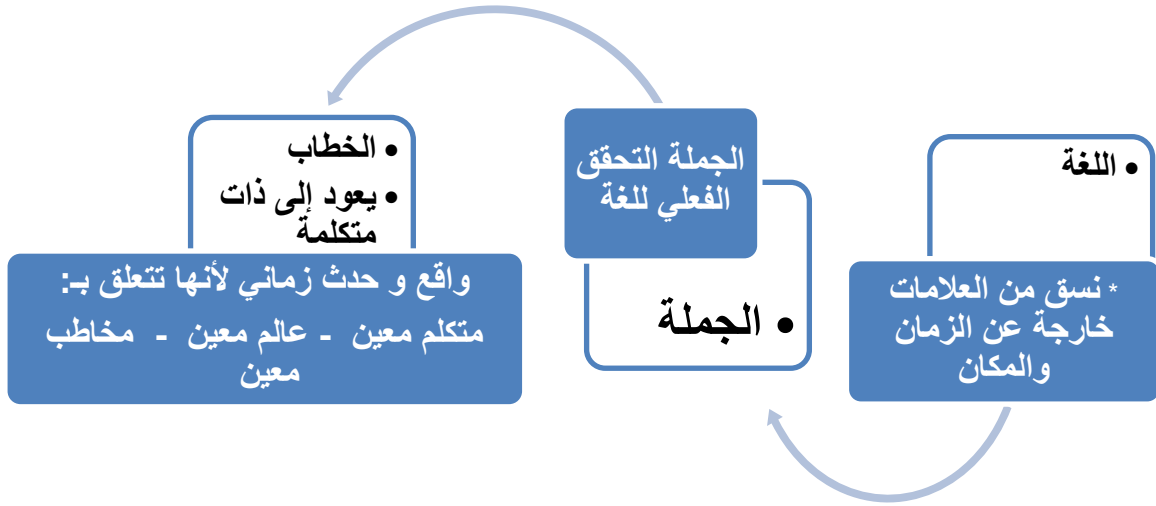 • اللغة
* نسق من العلامات
خارجة عن الزمان
والمكان
الجملة التحقق
الفعلي للغة
• الجملة
• الخطاب
• يعود إلى ذات
متكلمة
واقع و حدث زماني لأنها تتعلق بـ:
متكلم معين - عالم معين - مخاطب
معين